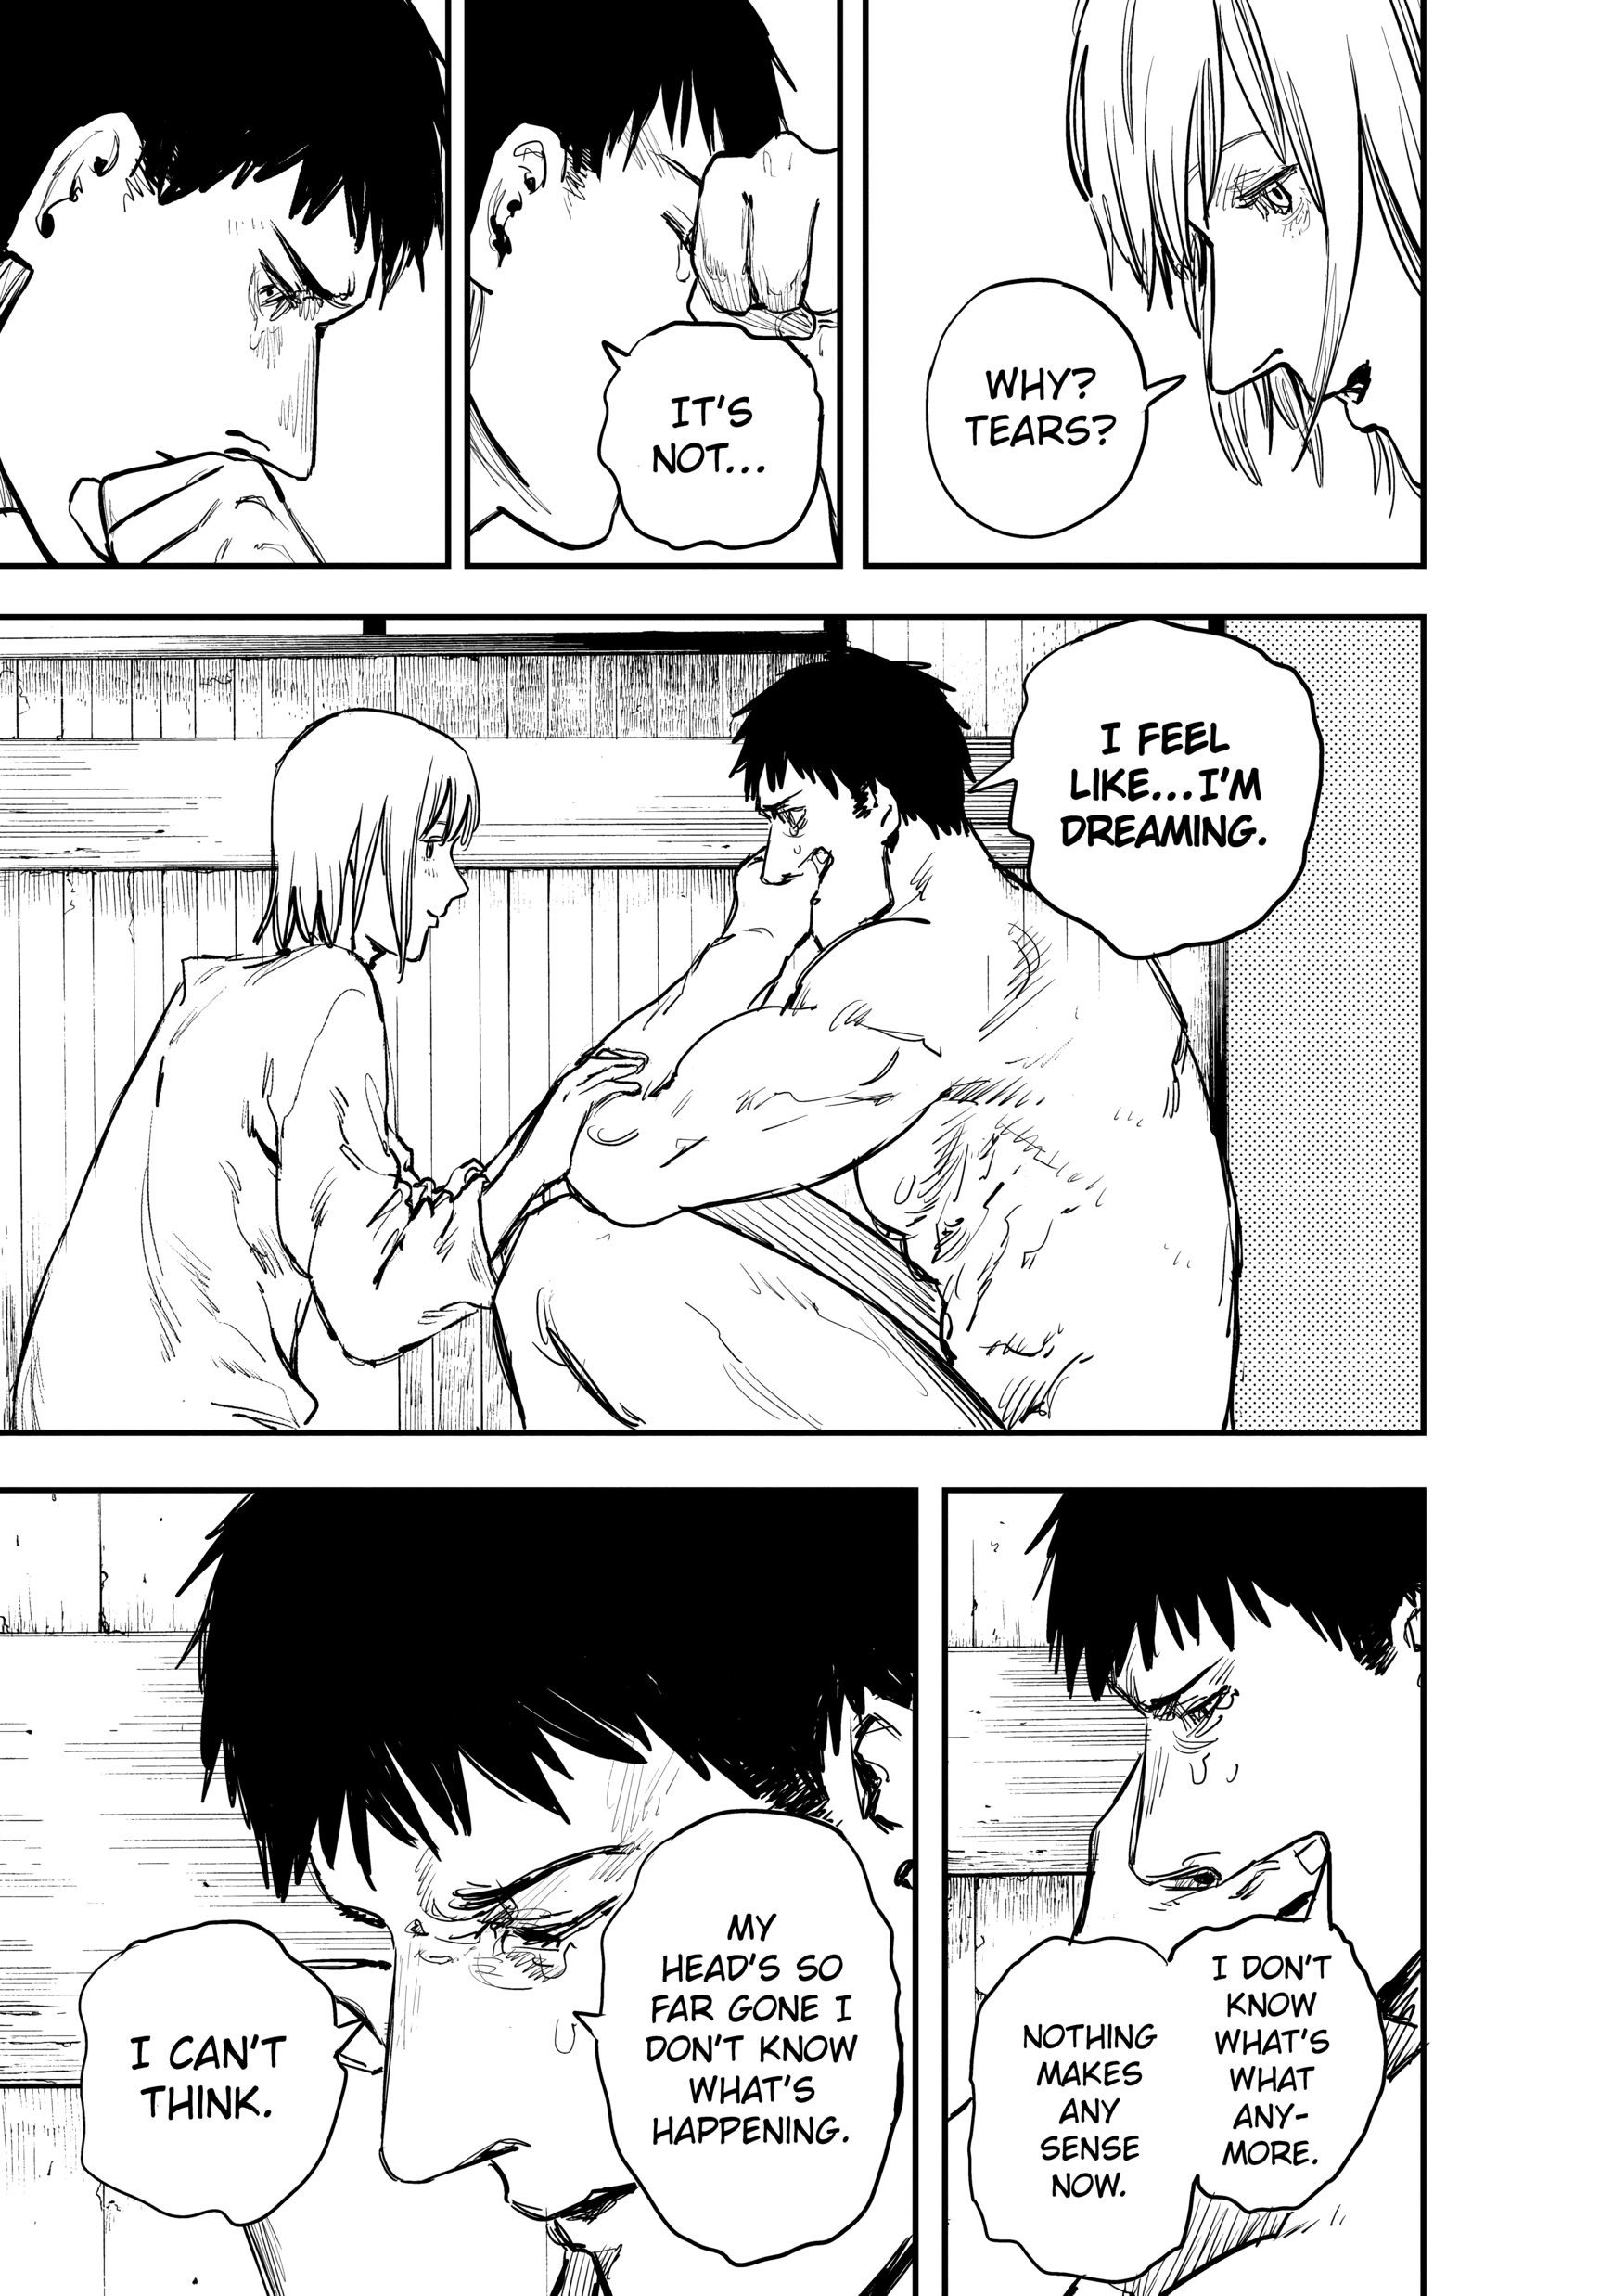 WHY?
TEARS?
IT'S
NOT...
I FEEL
LIKE...I'M
DREAMING.
I DON'T
KNOW
WHAT'S
WHAT
ANY-
MORE.
NOTHING
MAKES
ANY
SENSE
NOW.
MY
HEAD'S SO
FAR GONE I
DON'T KNOW
WHAT'S
HAPPENING.
I CAN'T
THINK.